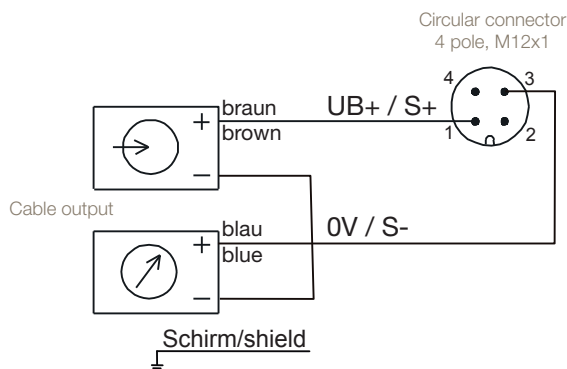 Circular connector
4 pole, M12x1
4 3
1 2
braun
brown
UB+ / S+
+
−
Cable output
blau
blue
0V / S-
+
−
Schirm/shield